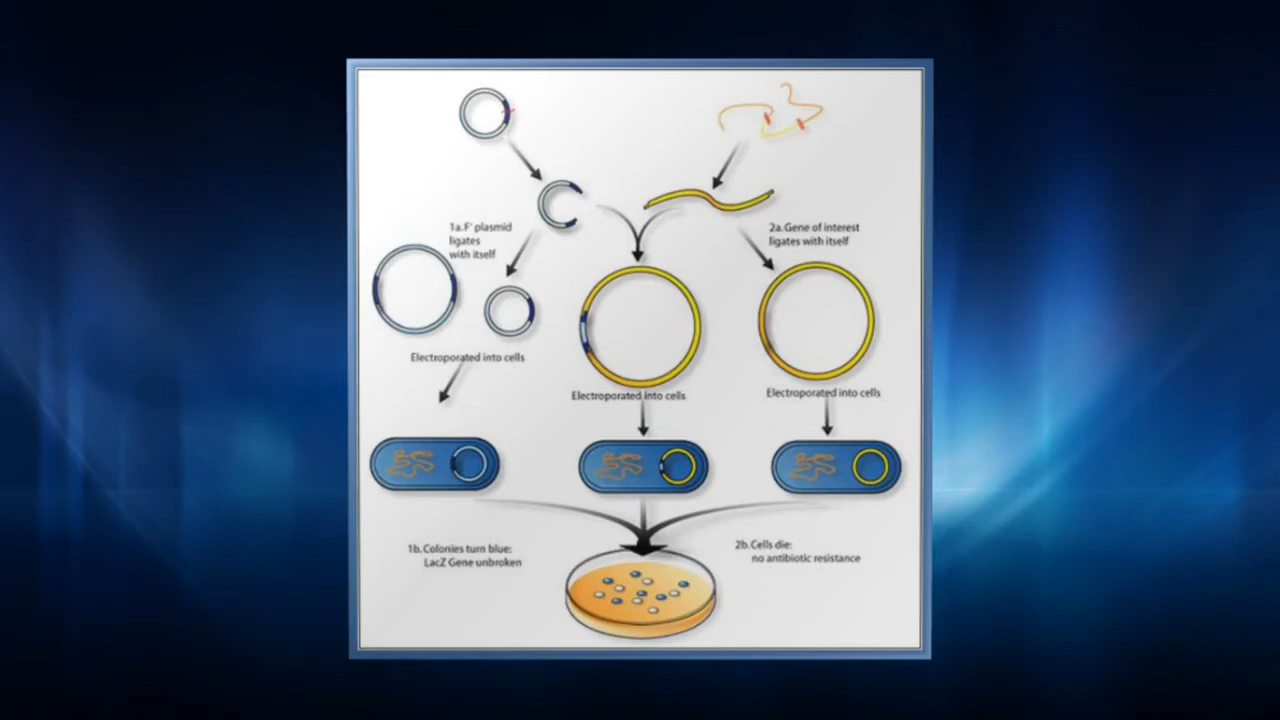 1a. F' plasmid
ligates
with itself
2a. Gene of interest
ligates with itself
Electroporated into cells
Electroporated into cells
Electroporated into cells
1b. Colonies turn blue:
LacZ Gene unbroken
2b. Cells die:
no antibiotic resistance